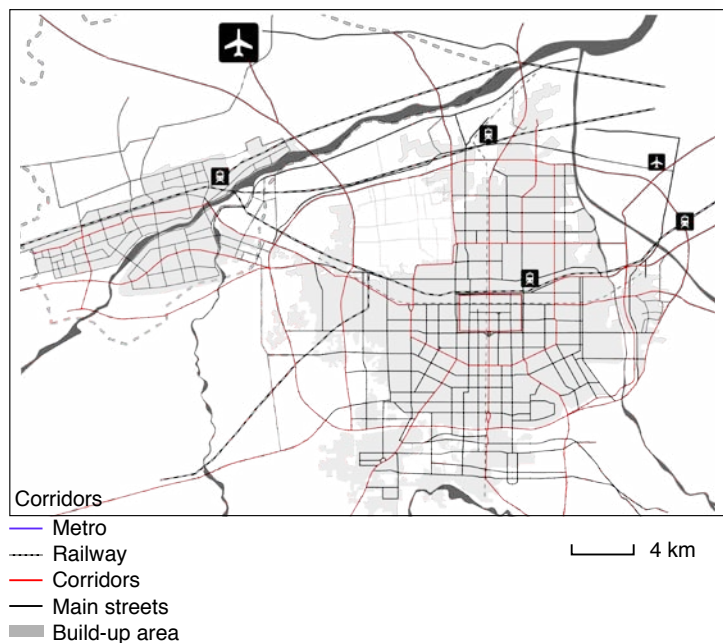 Corridors
Metro
Railway
Corridors
Main streets
Build-up area
4 km